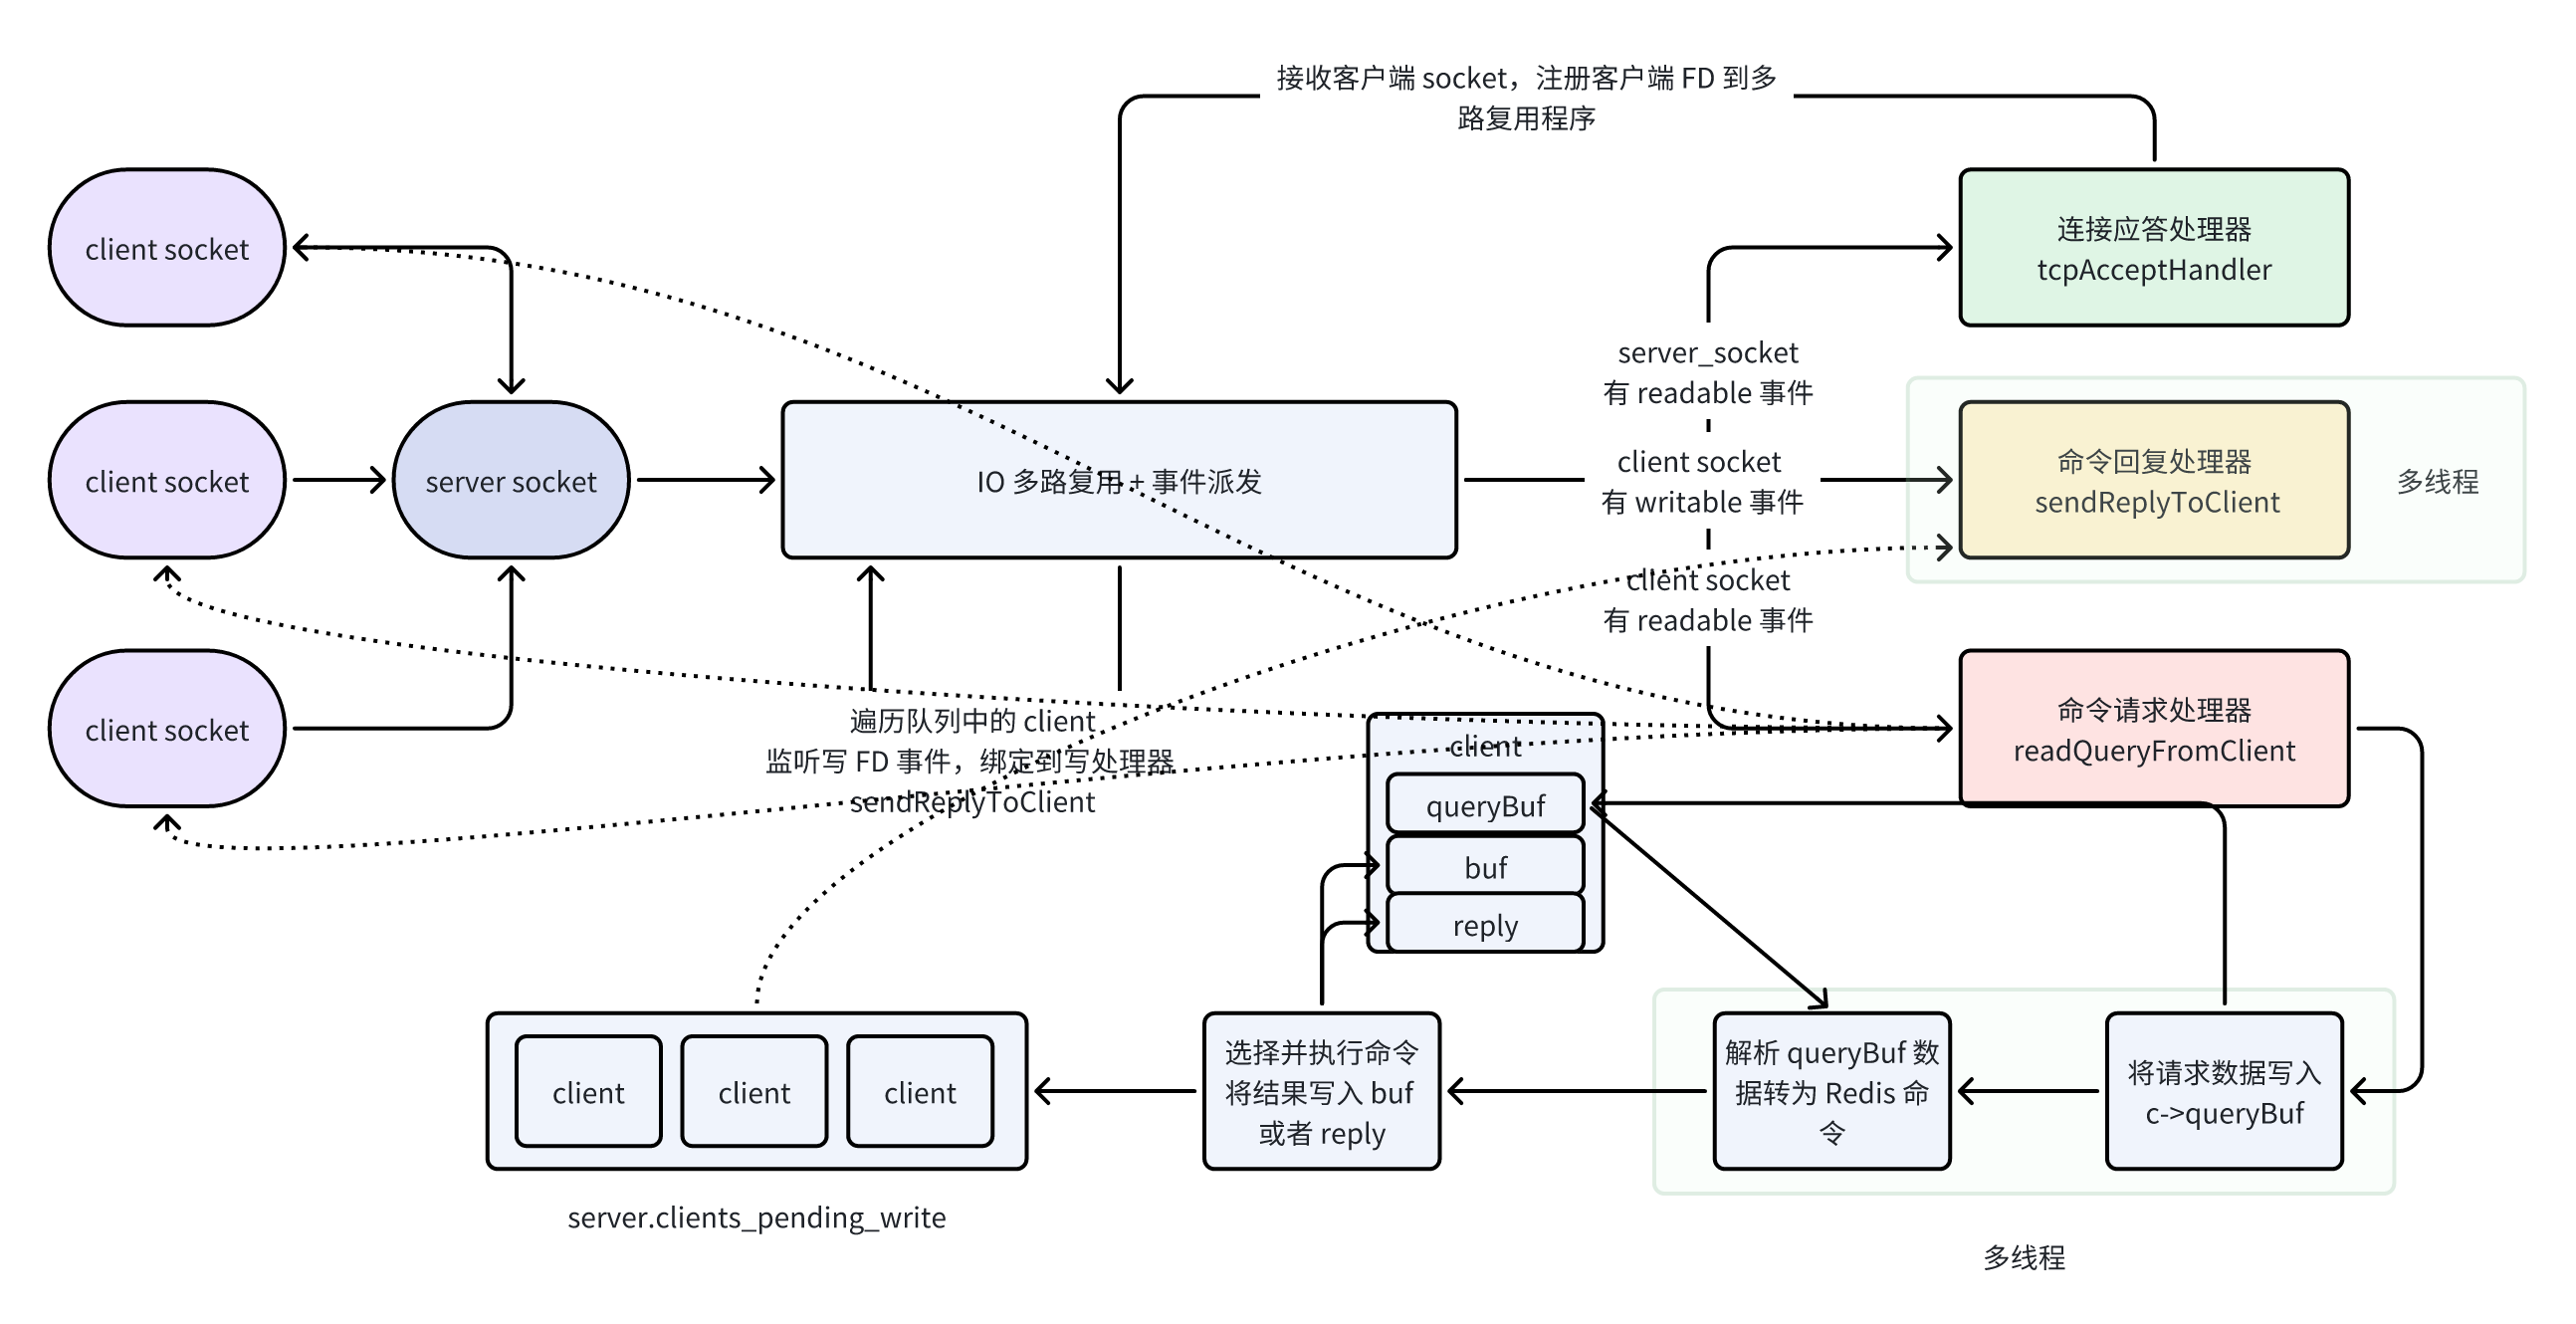 接收客户端 socket，注册客户端 FD 到多
路复用程序
client socket
连接应答处理器
tcpAcceptHandler
server_socket
有 readable 事件
client socket
server socket
IO 多路复用 + 事件派发
client socket
有 writable 事件
命令回复处理器
sendReplyToClient
多线程
client socket
有 readable 事件
client socket
遍历队列中的 client
监听写 FD 事件，绑定到写处理器
sendReplyToClient
client
queryBuf
buf
reply
命令请求处理器
readQueryFromClient
client
client
client
server.clients_pending_write
选择并执行命令
将结果写入 buf
或者 reply
解析 queryBuf 数
据转为 Redis 命
令
将请求数据写入
c->queryBuf
多线程